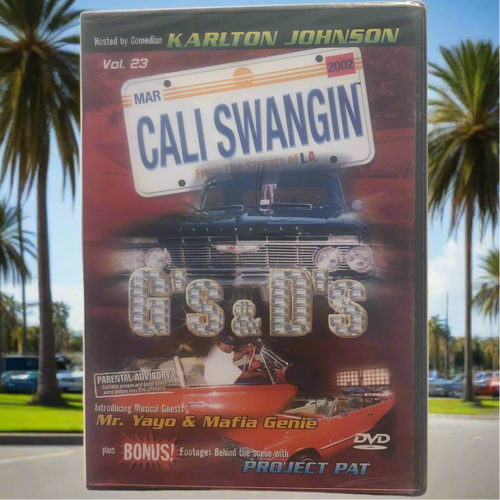 Hosted by Comedian KARLTON JOHNSON
Vol. 23
MAR 2002
CALI SWANGIN
From The Streets of LA
G's & D's
PARENTAL ADVISORY
Introducing Musical Guest:
Mr. Yayo & Mafia Genie
DVD
plus BONUS! Footage: Behind the scene with
PROJECT PAT